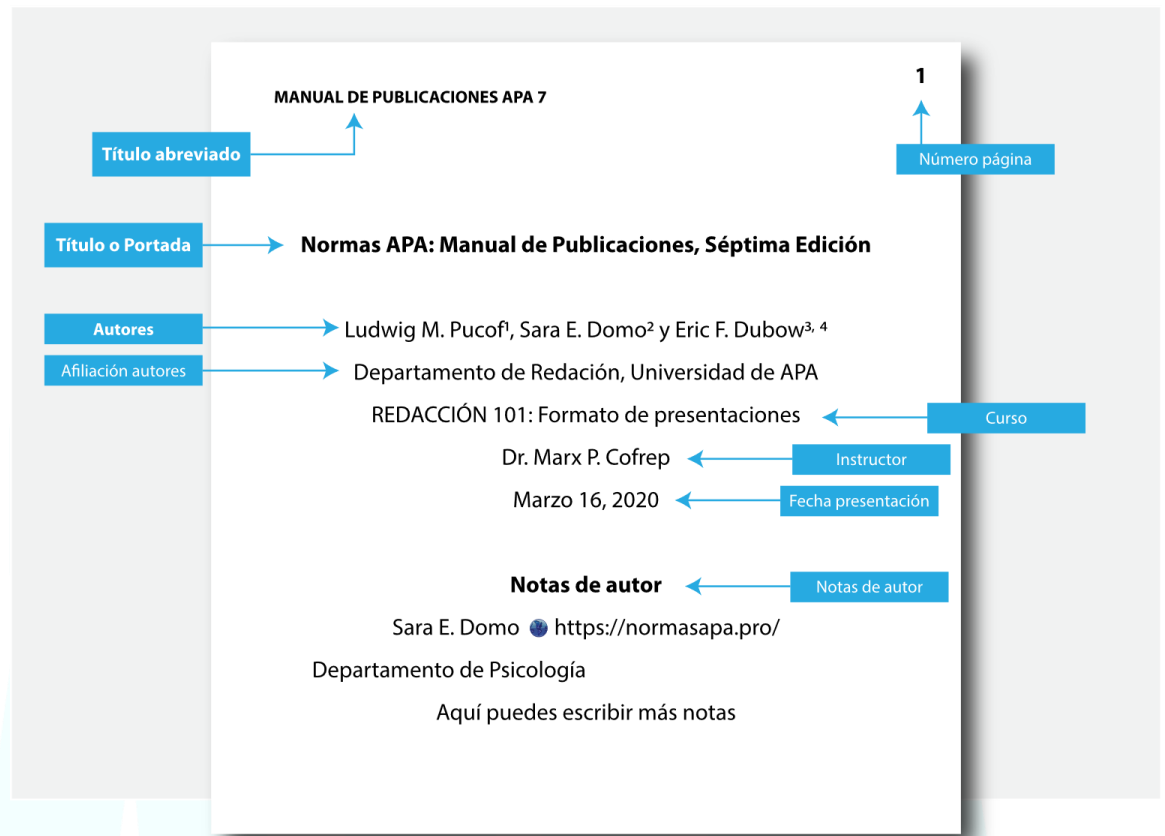 1
MANUAL DE PUBLICACIONES APA 7
Título abreviado
Número página
Título o Portada
Normas APA: Manual de Publicaciones, Séptima Edición
Autores
Ludwig M. Pucof¹, Sara E. Domo² y Eric F. Dubow³, ⁴
Afiliación autores
Departamento de Redación, Universidad de APA
REDACCIÓN 101: Formato de presentaciones
Curso
Dr. Marx P. Cofrep
Instructor
Marzo 16, 2020
Fecha presentación
Notas de autor
Notas de autor
Sara E. Domo https://normasapa.pro/
Departamento de Psicología
Aquí puedes escribir más notas